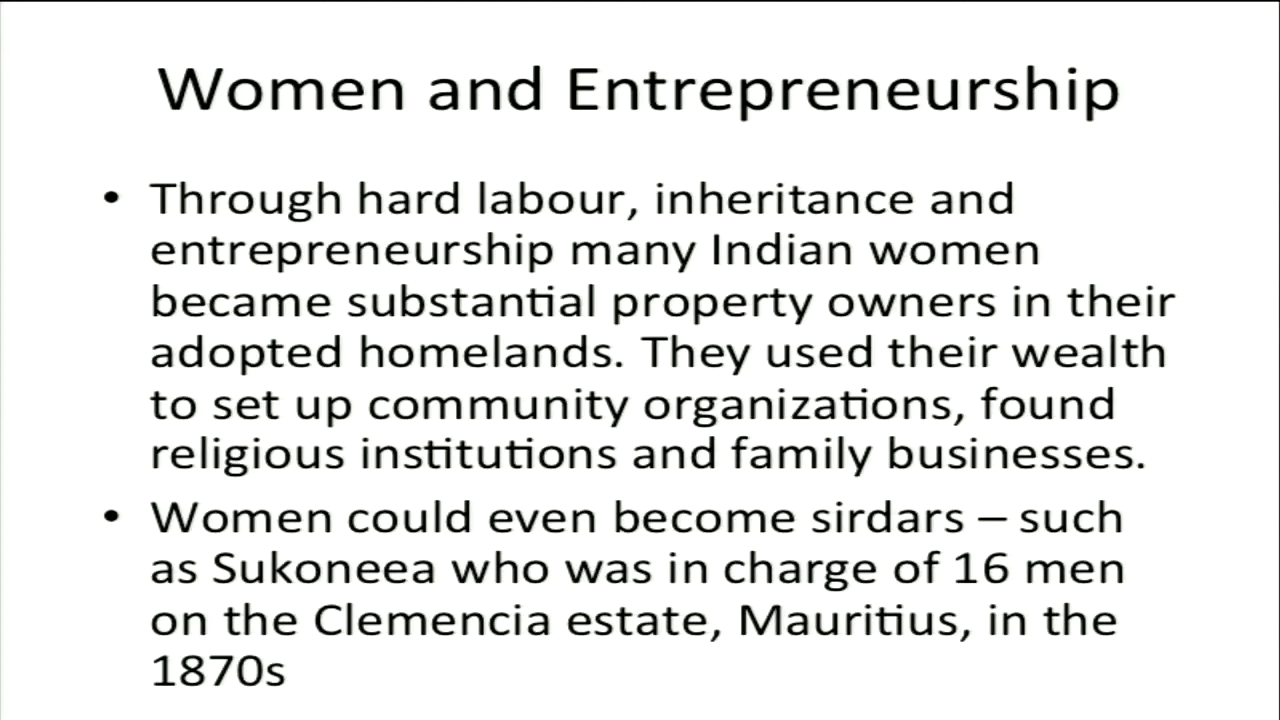 Women and Entrepreneurship
• Through hard labour, inheritance and
entrepreneurship many Indian women
became substantial property owners in their
adopted homelands. They used their wealth
to set up community organizations, found
religious institutions and family businesses.
• Women could even become sirdars – such
as Sukoneea who was in charge of 16 men
on the Clemencia estate, Mauritius, in the
1870s